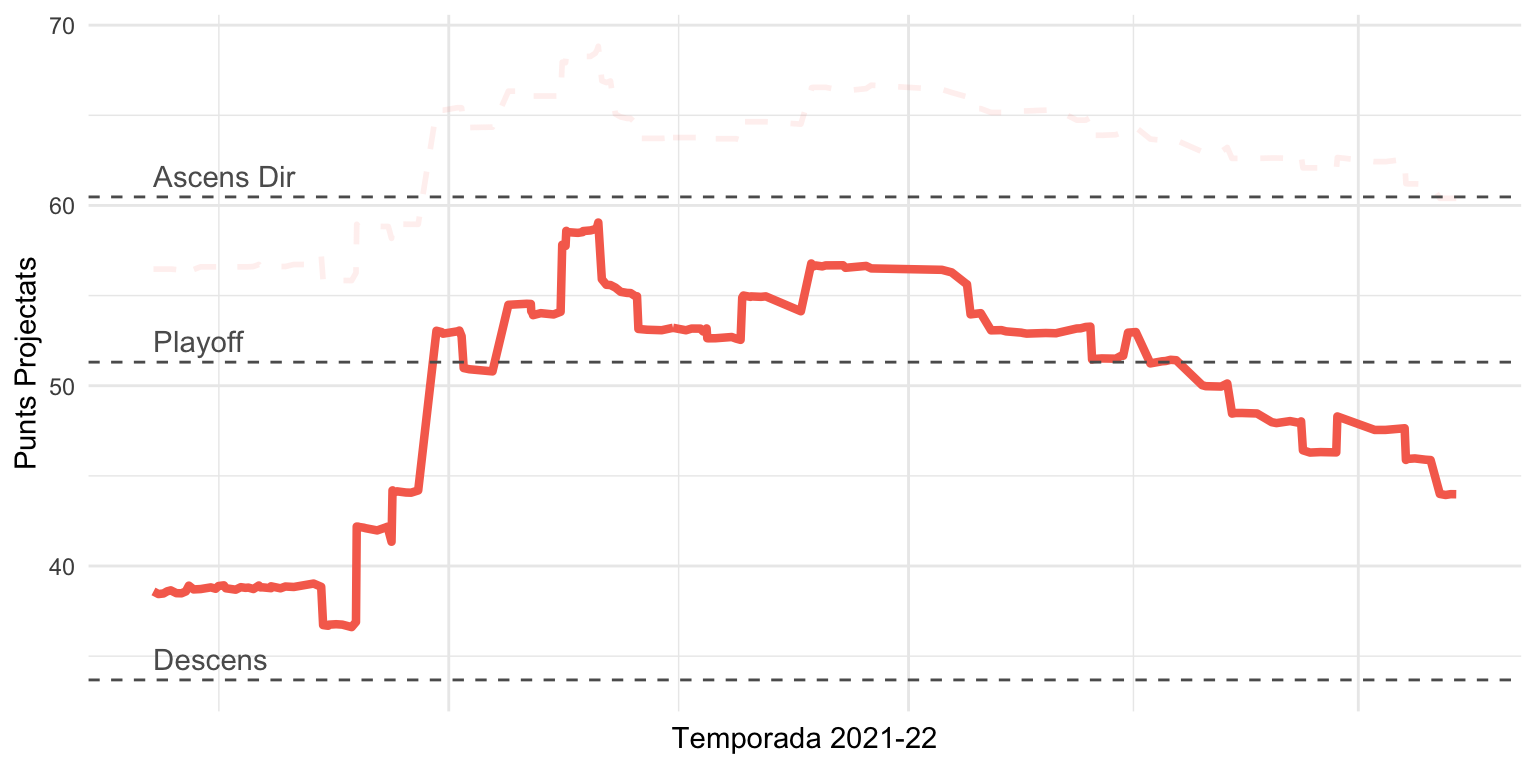 70
60
50
40
Punts Projectats
Ascens Dir
Playoff
Descens
Temporada 2021-22